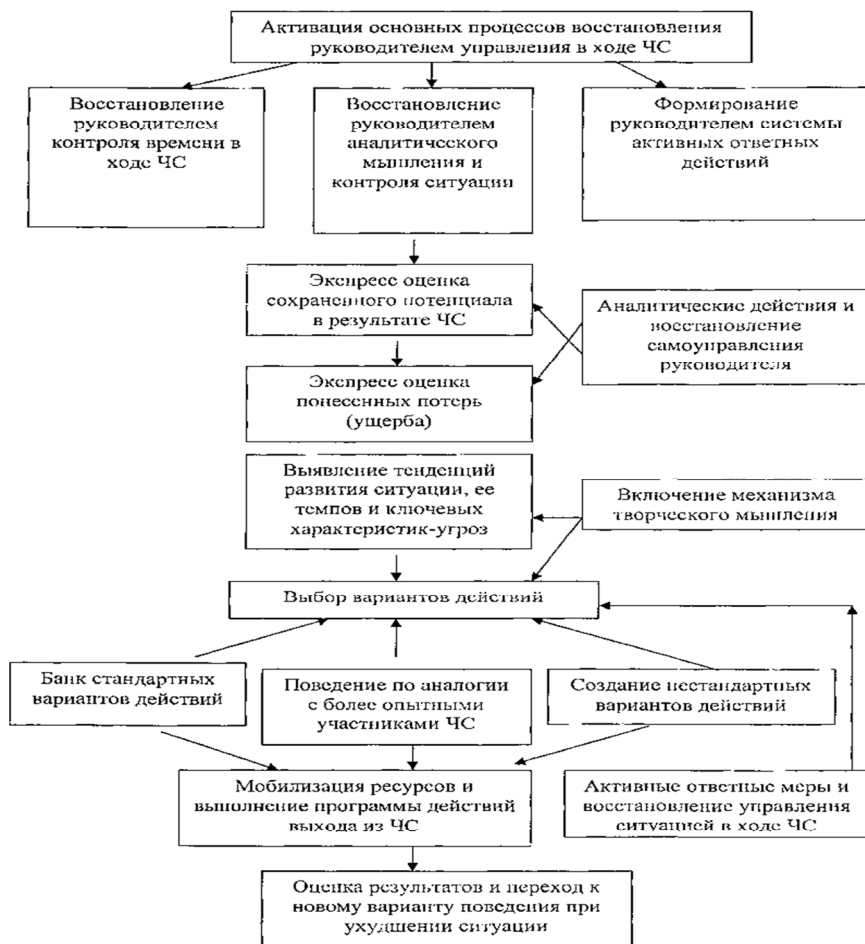 Активация основных процессов восстановления
руководителем управления в ходе ЧС
Восстановление
руководителем
контроля времени в
ходе ЧС
Восстановление
руководителем
аналитического
мышления и
контроля ситуации
Формирование
руководителем системы
активных ответных
действий
Экспресс оценка
сохраненного потенциала
в результате ЧС
Аналитические действия и
восстановление
самоуправления
руководителя
Экспресс оценка
понесенных потерь
(ущерба)
Выявление тенденций
развития ситуации, ее
темпов и ключевых
характеристик-угроз
Включение механизма
творческого мышления
Выбор вариантов действий
Банк стандартных
вариантов действий
Поведение по аналогии
с более опытными
участниками ЧС
Создание нестандартных
вариантов действий
Мобилизация ресурсов и
выполнение программы действий
выхода из ЧС
Активные ответные меры и
восстановление управления
ситуацией в ходе ЧС
Оценка результатов и переход к
новому варианту поведения при
ухудшении ситуации